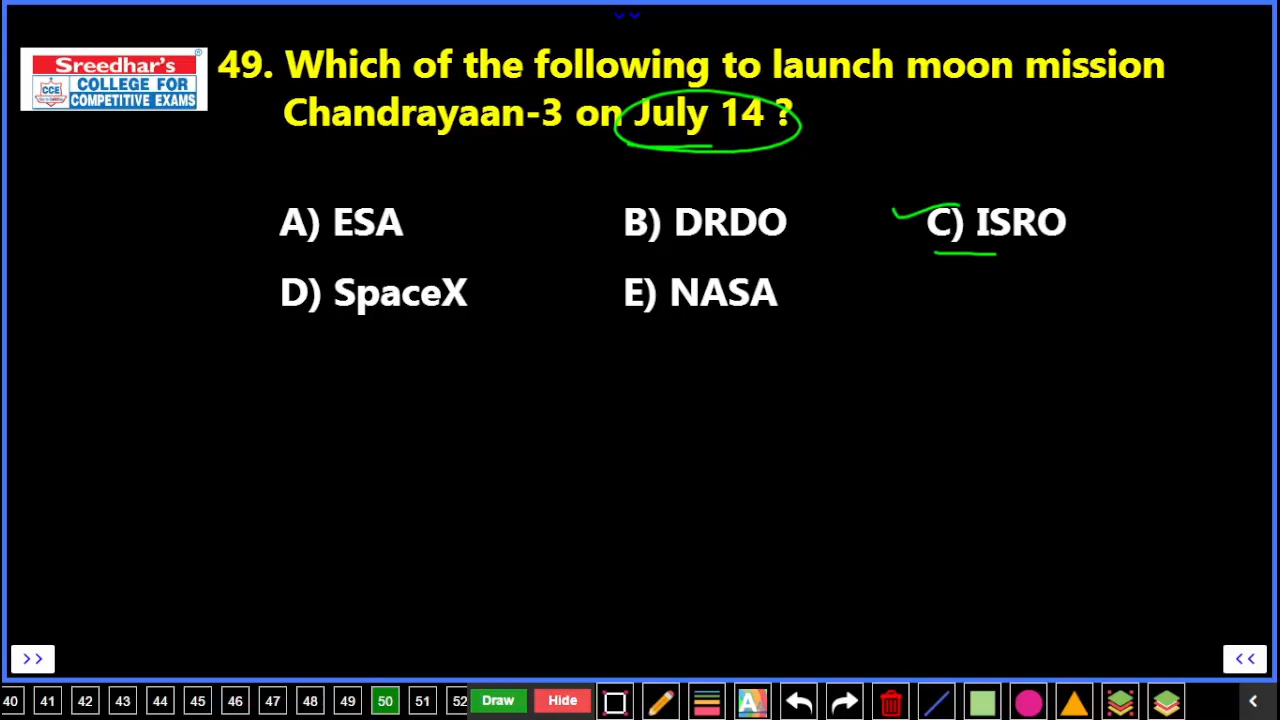 Sreedhar's
CCE
COLLEGE FOR
COMPETITIVE EXAMS
49. Which of the following to launch moon mission
Chandrayaan-3 on July 14 ?
A) ESA B) DRDO C) ISRO
D) SpaceX E) NASA
>> <<
40 41 42 43 44 45 46 47 48 49 50 51 52 Draw Hide A <